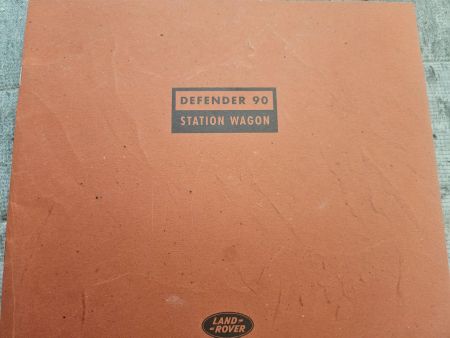 DEFENDER 90
STATION WAGON
LAND-
-ROVER